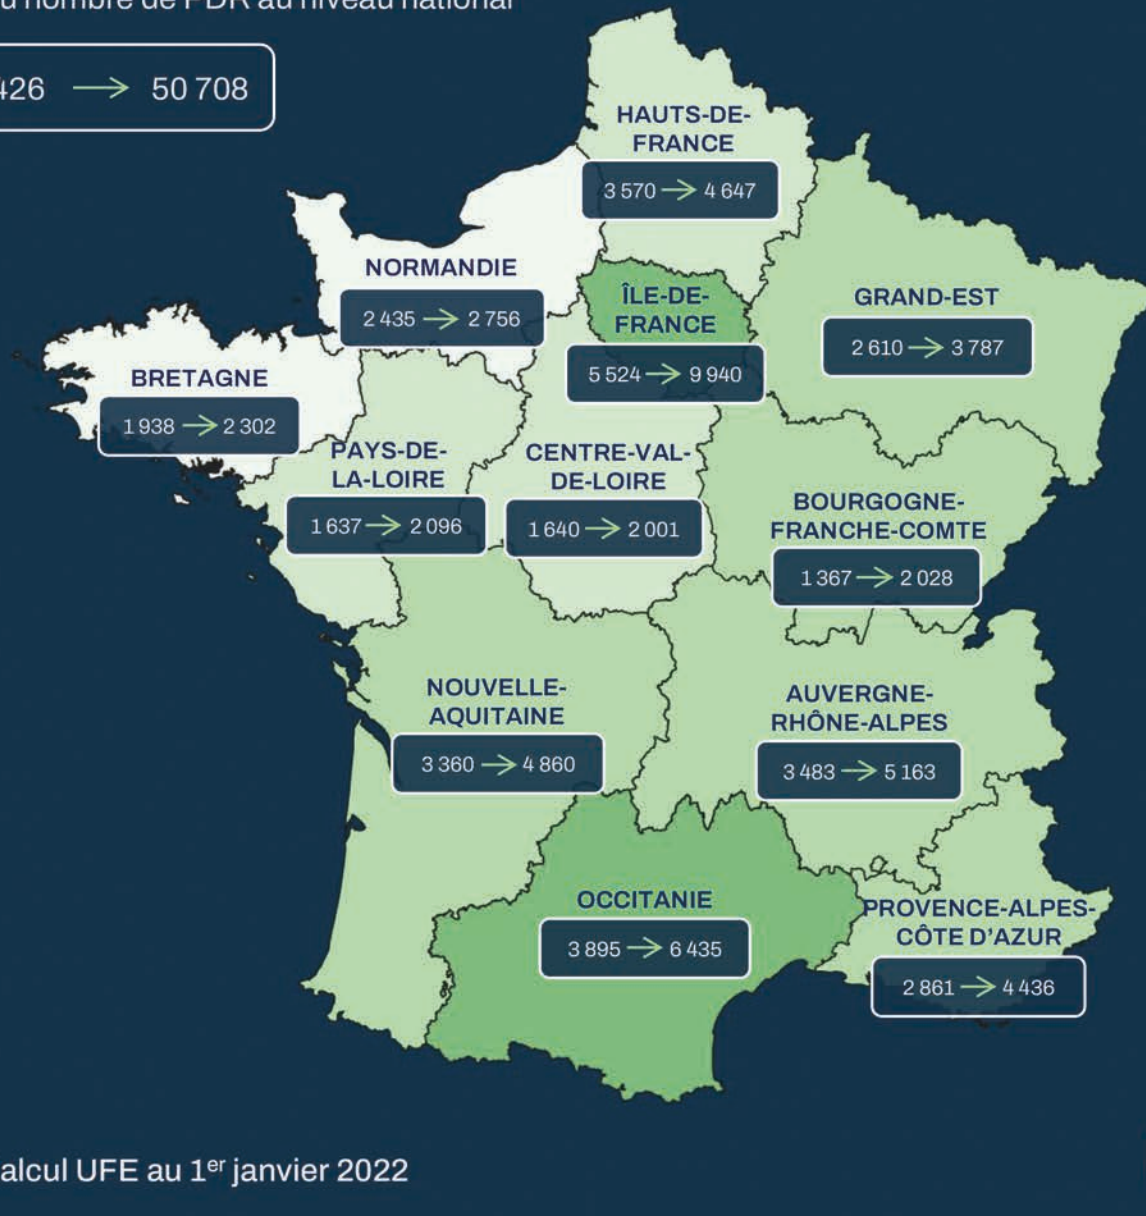 nombre de PDR au niveau national
426 → 50 708
HAUTS-DE-
FRANCE
3 570 → 4 647
NORMANDIE
2 435 → 2 756
ÎLE-DE-
FRANCE
5 524 → 9 940
GRAND-EST
2 610 → 3 787
BRETAGNE
1 938 → 2 302
PAYS-DE-
LA-LOIRE
1 637 → 2 096
CENTRE-VAL-
DE-LOIRE
1 640 → 2 001
BOURGOGNE-
FRANCHE-COMTE
1 367 → 2 028
NOUVELLE-
AQUITAINE
3 360 → 4 860
AUVERGNE-
RHÔNE-ALPES
3 483 → 5 163
OCCITANIE
3 895 → 6 435
PROVENCE-ALPES-
CÔTE D'AZUR
2 861 → 4 436
alcul UFE au 1er janvier 2022